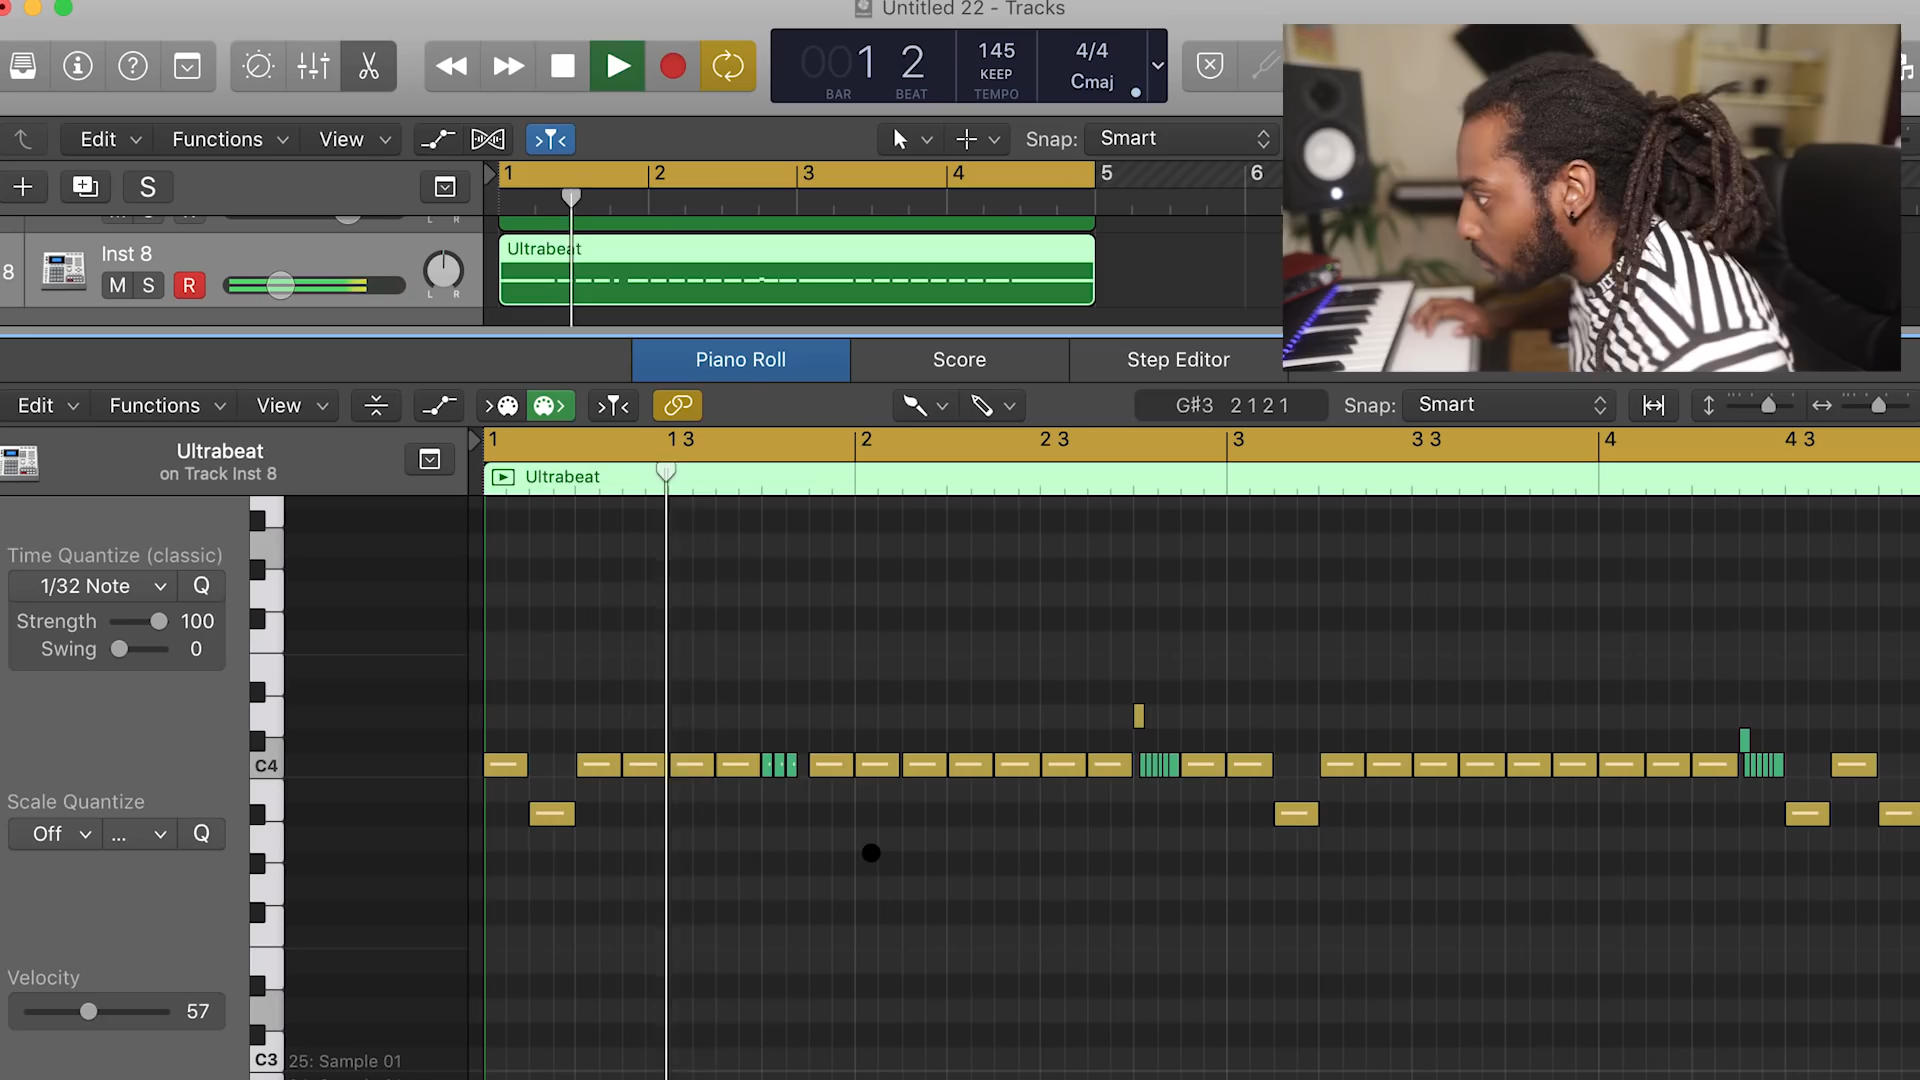 Untitled 22 - Tracks
001 2
BAR BEAT
145
KEEP
TEMPO
4/4
Cmaj
Edit Functions View Snap: Smart
S
1 2 3 4 5 6
L R
8 Inst 8
M S R
L R
Ultrabeat
Piano Roll Score Step Editor
Edit Functions View G#3 2 1 2 1 Snap: Smart
Ultrabeat
on Track Inst 8
1 1 3 2 2 3 3 3 3 4 4 3
Ultrabeat
Time Quantize (classic)
1/32 Note Q
Strength 100
Swing 0
C4
Scale Quantize
Off ... Q
Velocity
57
C3 25: Sample 01